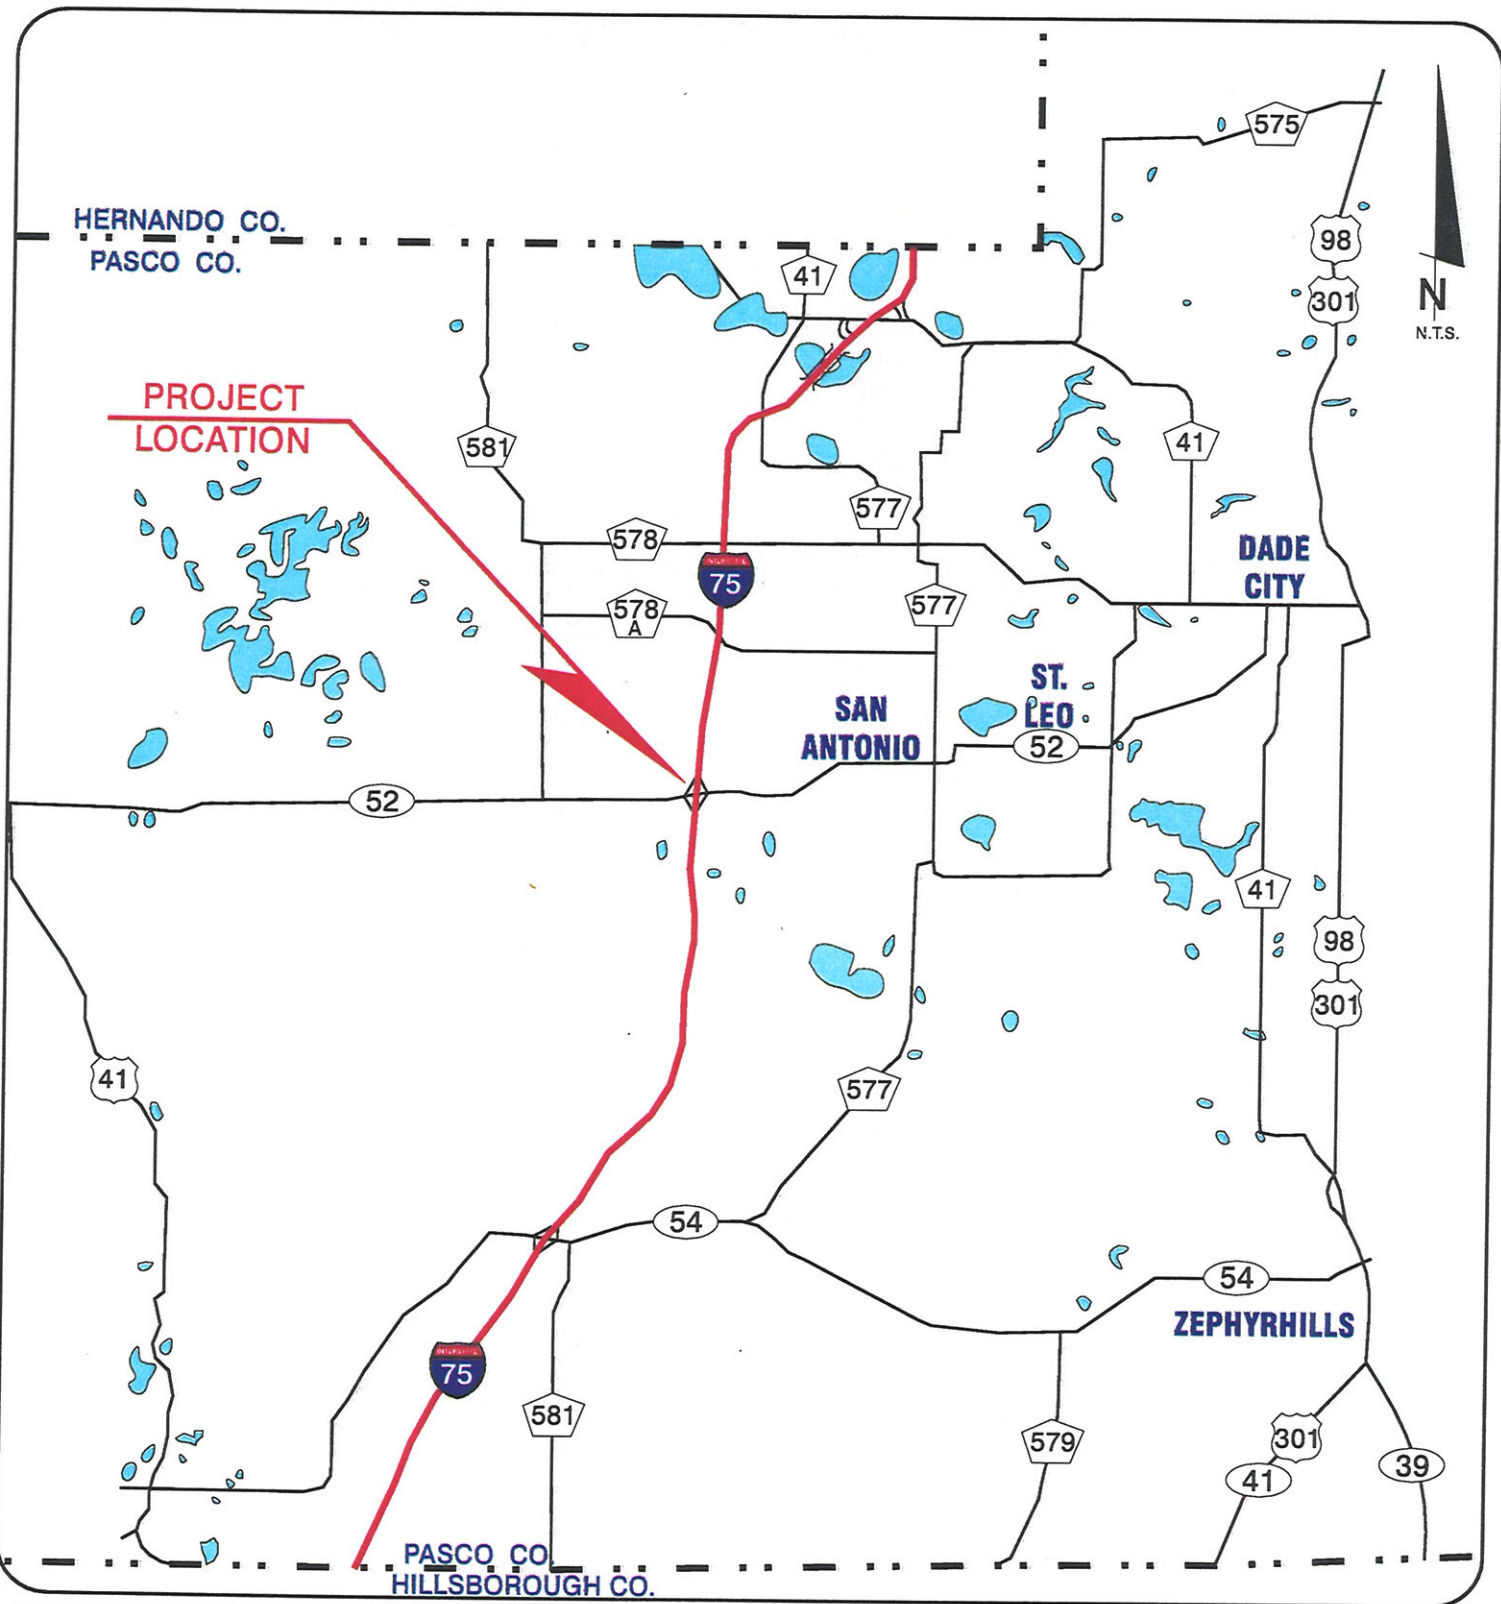 575
HERNANDO CO.
PASCO CO.
98
41
301
N
N.T.S.
PROJECT
LOCATION
581
41
577
578
DADE
CITY
75
578
A
577
ST.
LEO
SAN
ANTONIO
52
52
41
98
301
41
577
54
54
ZEPHYRHILLS
75
581
579
301
41
39
PASCO CO.
HILLSBOROUGH CO.